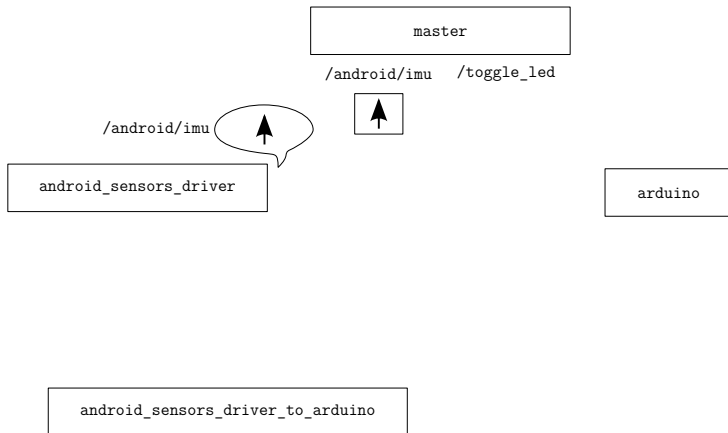 master
/android/imu
/toggle_led
/android/imu
android_sensors_driver
arduino
android_sensors_driver_to_arduino